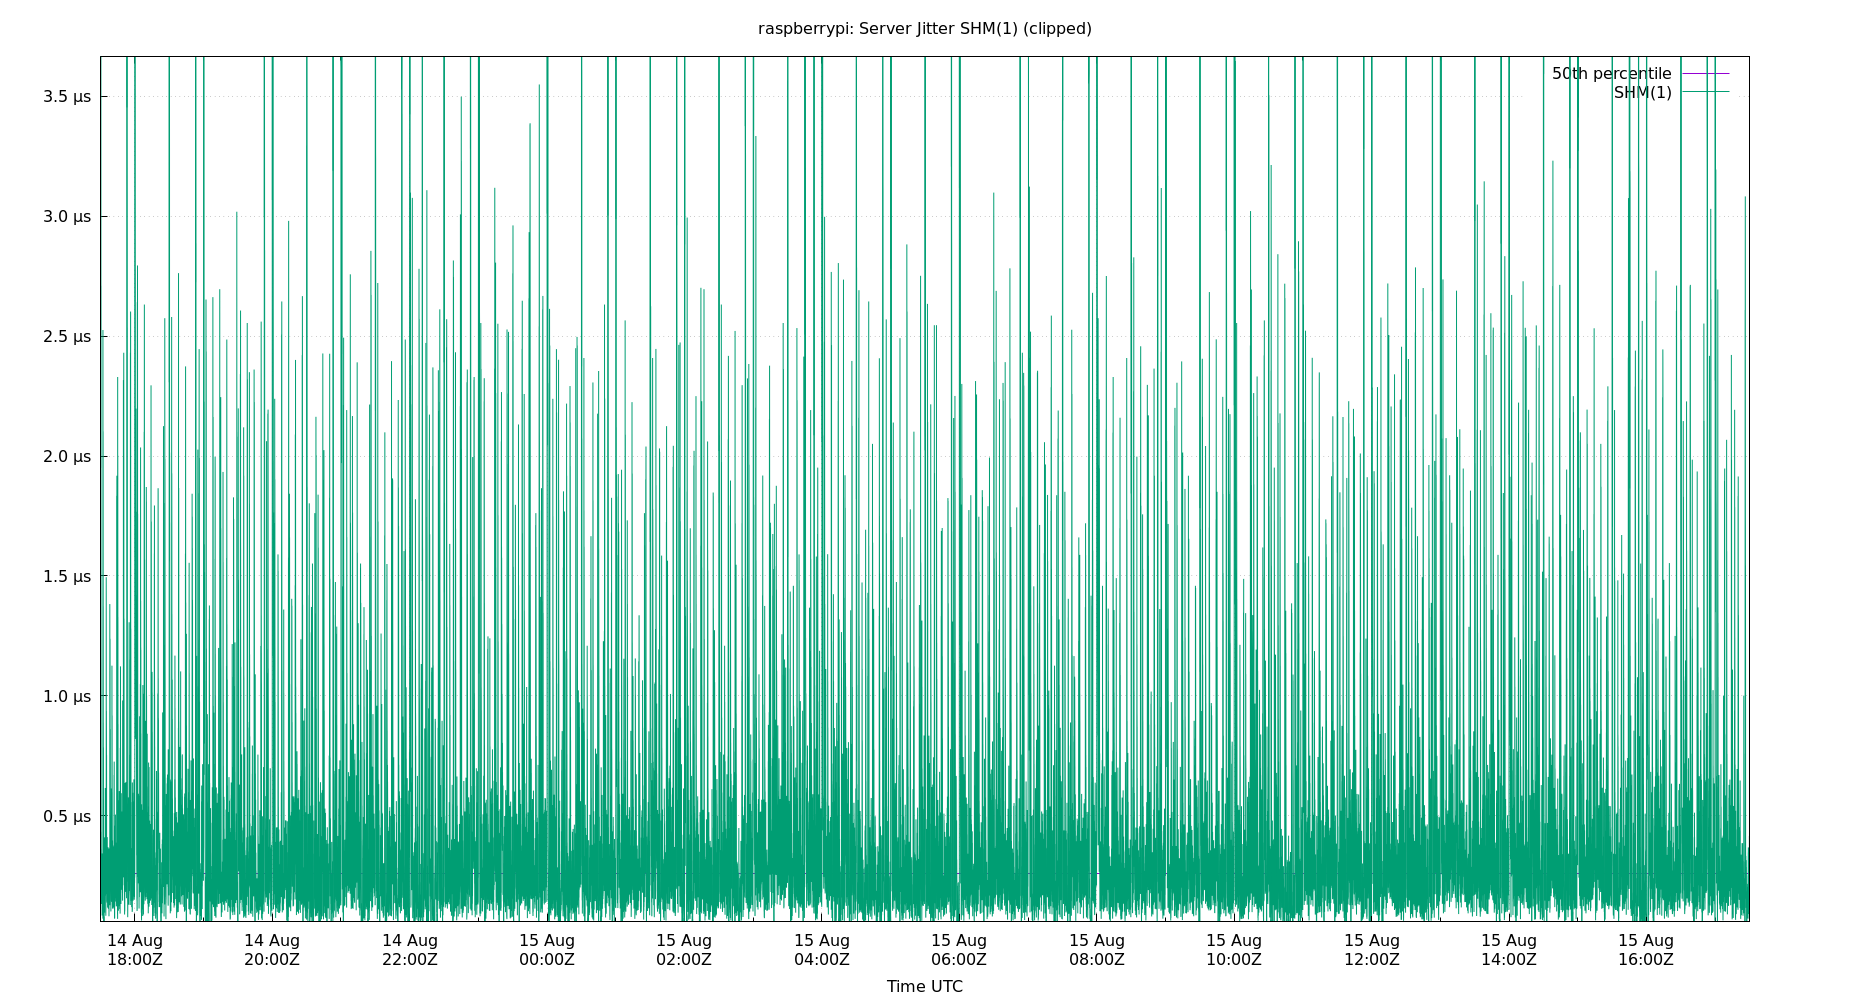 raspberrypi: Server Jitter SHM(1) (clipped)
50th percentile
SHM(1)
3.5 µs
3.0 µs
2.5 µs
2.0 µs
1.5 µs
1.0 µs
0.5 µs
14 Aug 14 Aug 14 Aug 15 Aug 15 Aug 15 Aug 15 Aug 15 Aug 15 Aug 15 Aug 15 Aug 15 Aug
18:00Z 20:00Z 22:00Z 00:00Z 02:00Z 04:00Z 06:00Z 08:00Z 10:00Z 12:00Z 14:00Z 16:00Z
Time UTC